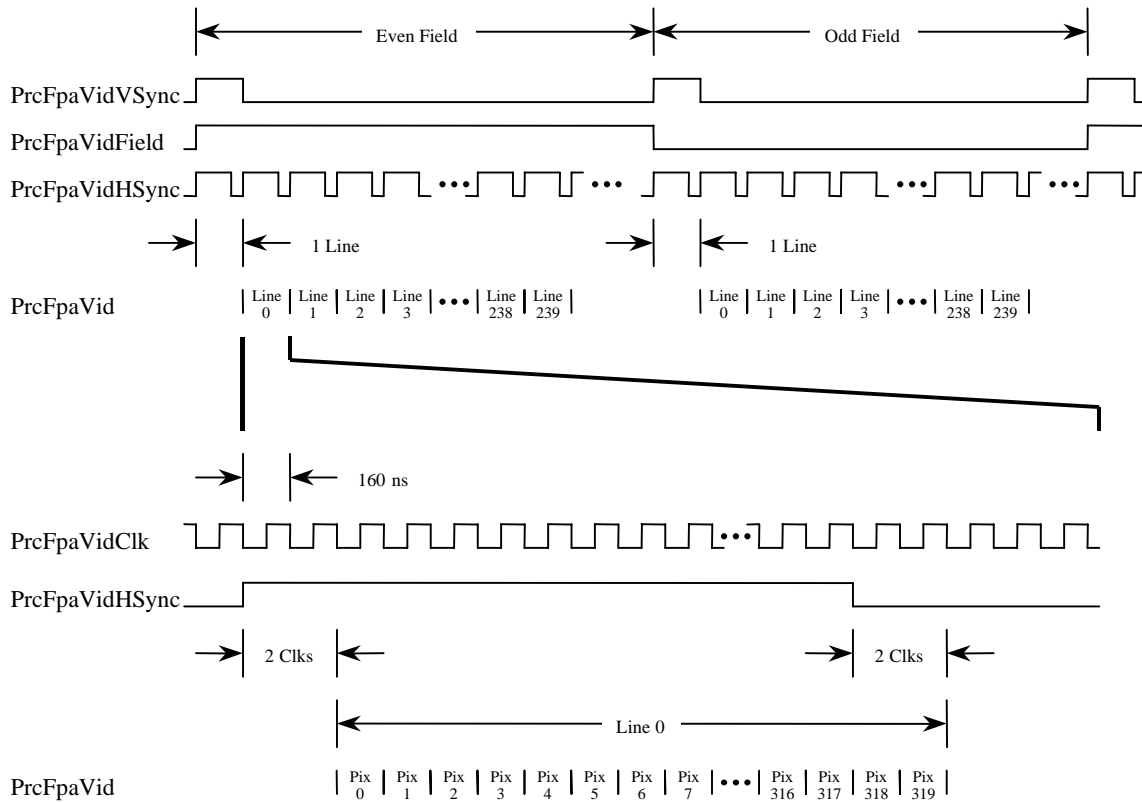 Even Field
Odd Field
PrcFpaVidVSync
PrcFpaVidField
PrcFpaVidHSync
1 Line
1 Line
PrcFpaVid
Line 0
Line 1
Line 2
Line 3
Line 238
Line 239
Line 0
Line 1
Line 2
Line 3
Line 238
Line 239
160 ns
PrcFpaVidClk
PrcFpaVidHSync
2 Clks
2 Clks
Line 0
PrcFpaVid
Pix 0
Pix 1
Pix 2
Pix 3
Pix 4
Pix 5
Pix 6
Pix 7
Pix 316
Pix 317
Pix 318
Pix 319